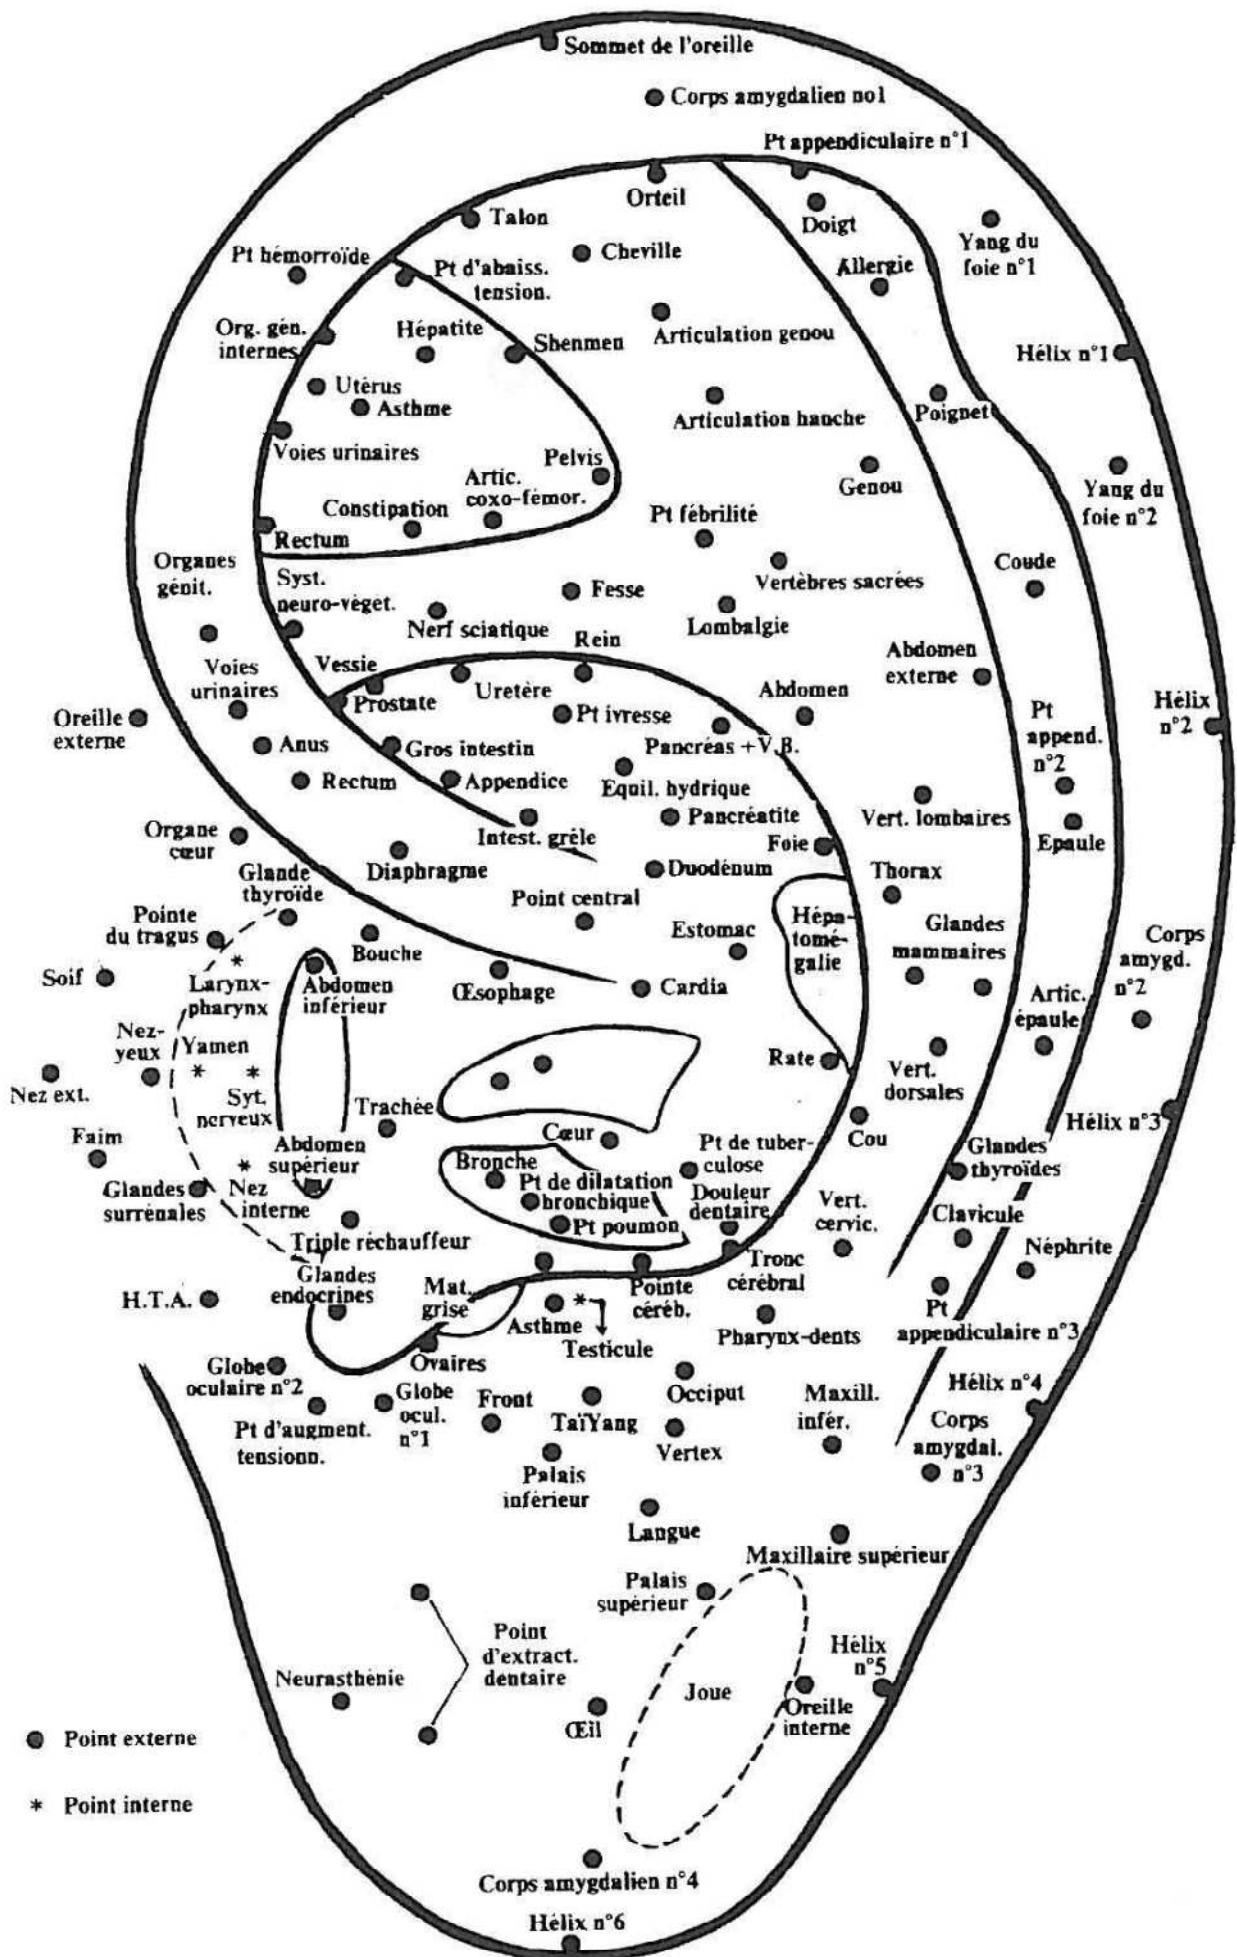 Sommet de l'oreille
Corps amygdalien no1
Pt appendiculaire n°1
Orteil
Talon
Doigt
Cheville
Yang du
foie n°1
Pt hémorroïde
Pt d'abaiss.
tension.
Allergie
Org. gén.
internes
Hépatite
Shenmen
Articulation genou
Hélix n°1
Utérus
Asthme
Articulation hanche
Poignet
Voies urinaires
Pelvis
Artic.
coxo-fémor.
Genou
Yang du
foie n°2
Constipation
Pt fébrilité
Rectum
Organes
génit.
Syst.
neuro-véget.
Fesse
Vertèbres sacrées
Coude
Nerf sciatique
Lombalgie
Rein
Voies
urinaires
Vessie
Abdomen
externe
Prostate
Uretère
Abdomen
Oreille
externe
Pt ivresse
Hélix
n°2
Pt
append.
n°2
Anus
Gros intestin
Pancréas + V.B.
Rectum
Appendice
Equil. hydrique
Pancréatite
Vert. lombaires
Organe
cœur
Intest. grêle
Foie
Epaule
Glande
thyroïde
Diaphragme
Duodénum
Thorax
Pointe
du tragus
Point central
Hépa-
tomé-
galie
Glandes
mammaires
Estomac
Corps
amygd.
n°2
Bouche
Soif
Larynx-
pharynx
Abdomen
inférieur
Œsophage
Cardia
Artic.
épaule
Nez-
yeux
Yamen
Rate
Vert.
dorsales
Nez ext.
Syt.
nerveux
Trachée
Hélix n°3
Faim
Abdomen
supérieur
Cœur
Pt de tuber-
culose
Cou
Glandes
thyroïdes
Bronche
Pt de dilatation
bronchique
Glandes
surrénales
Nez
interne
Douleur
dentaire
Vert.
cervic.
Pt poumon
Clavicule
Triple réchauffeur
Néphrite
Tronc
cérébral
Glandes
endocrines
Mat.
grise
Pointe
céréb.
H.T.A.
Asthme
Testicule
Pharynx-dents
Pt
appendiculaire n°3
Ovaires
Globe
oculaire n°2
Globe
ocul.
n°1
Front
TaïYang
Occiput
Maxill.
infér.
Hélix n°4
Pt d'augment.
tensionn.
Vertex
Corps
amygdal.
n°3
Palais
inférieur
Langue
Maxillaire supérieur
Palais
supérieur
Point
d'extract.
dentaire
Hélix
n°5
Neurasthénie
Joue
Œil
Oreille
interne
Point externe
* Point interne
Corps amygdalien n°4
Hélix n°6